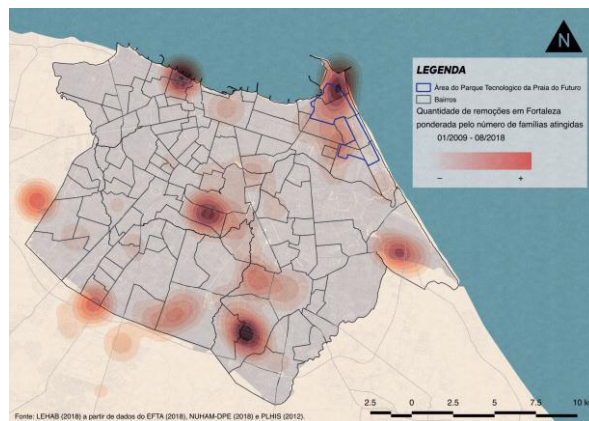 N
LEGENDA
Área do Parque Tecnologico da Praia do Futuro
Bairros
Quantidade de remoções em Fortaleza
ponderada pelo número de famílias atingidas
01/2009 - 08/2018
− +
2.5 0 2.5 5 7.5 10 km
Fonte: LEHAB (2018) a partir de dados do EFTA (2018), NUHAM-DPE (2018) e PLHIS (2012).